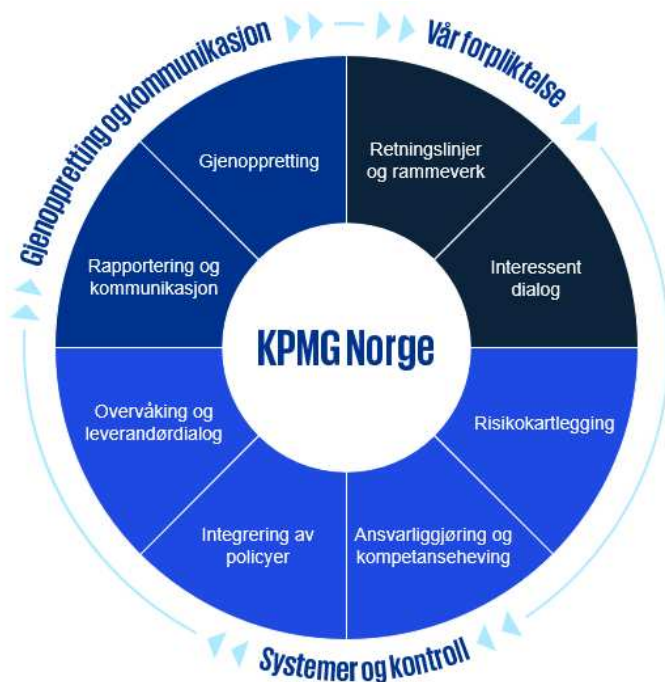 Gjenoppretting og kommunikasjon
Vår forpliktelse
Gjenoppretting
Retningslinjer
og rammeverk
Rapportering og
kommunikasjon
Interessent
dialog
KPMG Norge
Overvåking og
leverandørdialog
Risikokartlegging
Integrering av
policyer
Ansvarliggjøring og
kompetanseheving
Systemer og kontroll